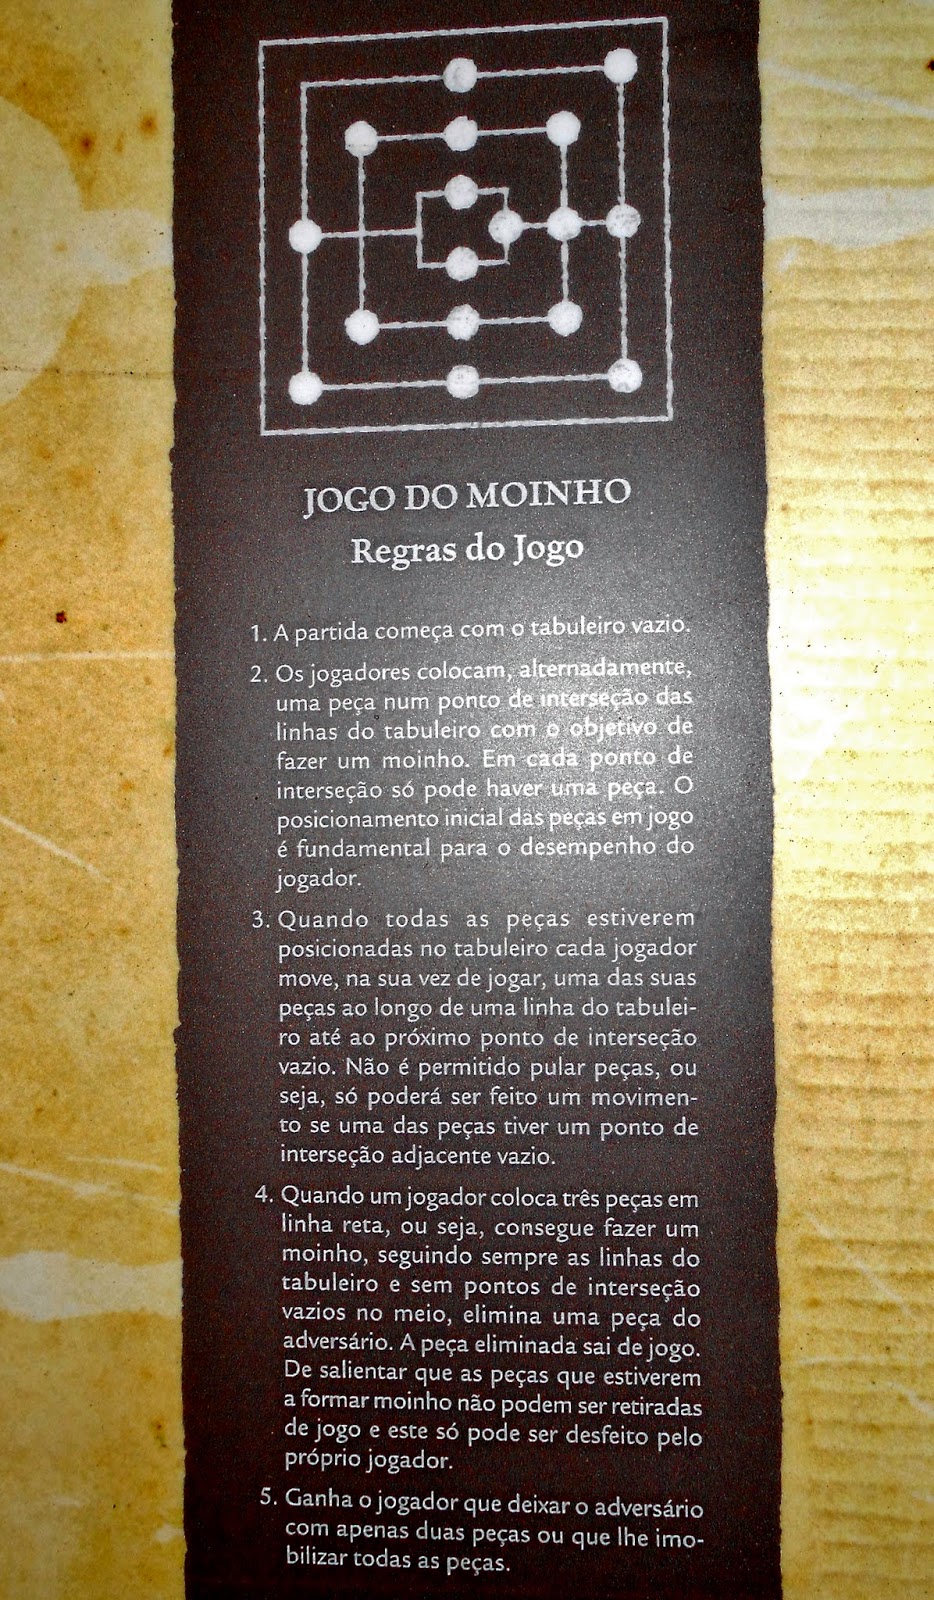 JOGO DO MOINHO
Regras do Jogo
1. A partida começa com o tabuleiro vazio.
2. Os jogadores colocam, alternadamente,
uma peça num ponto de interseção das
linhas do tabuleiro com o objetivo de
fazer um moinho. Em cada ponto de
interseção só pode haver uma peça. O
posicionamento inicial das peças em jogo
é fundamental para o desempenho do
jogador.
3. Quando todas as peças estiverem
posicionadas no tabuleiro cada jogador
move, na sua vez de jogar, uma das suas
peças ao longo de uma linha do tabulei-
ro até ao próximo ponto de interseção
vazio. Não é permitido pular peças, ou
seja, só poderá ser feito um movimen-
to se uma das peças tiver um ponto de
interseção adjacente vazio.
4. Quando um jogador coloca três peças em
linha reta, ou seja, consegue fazer um
moinho, seguindo sempre as linhas do
tabuleiro e sem pontos de interseção
vazios no meio, elimina uma peça do
adversário. A peça eliminada sai de jogo.
De salientar que as peças que estiverem
a formar moinho não podem ser retiradas
de jogo e este só pode ser desfeito pelo
próprio jogador.
5. Ganha o jogador que deixar o adversário
com apenas duas peças ou que lhe imo-
bilizar todas as peças.